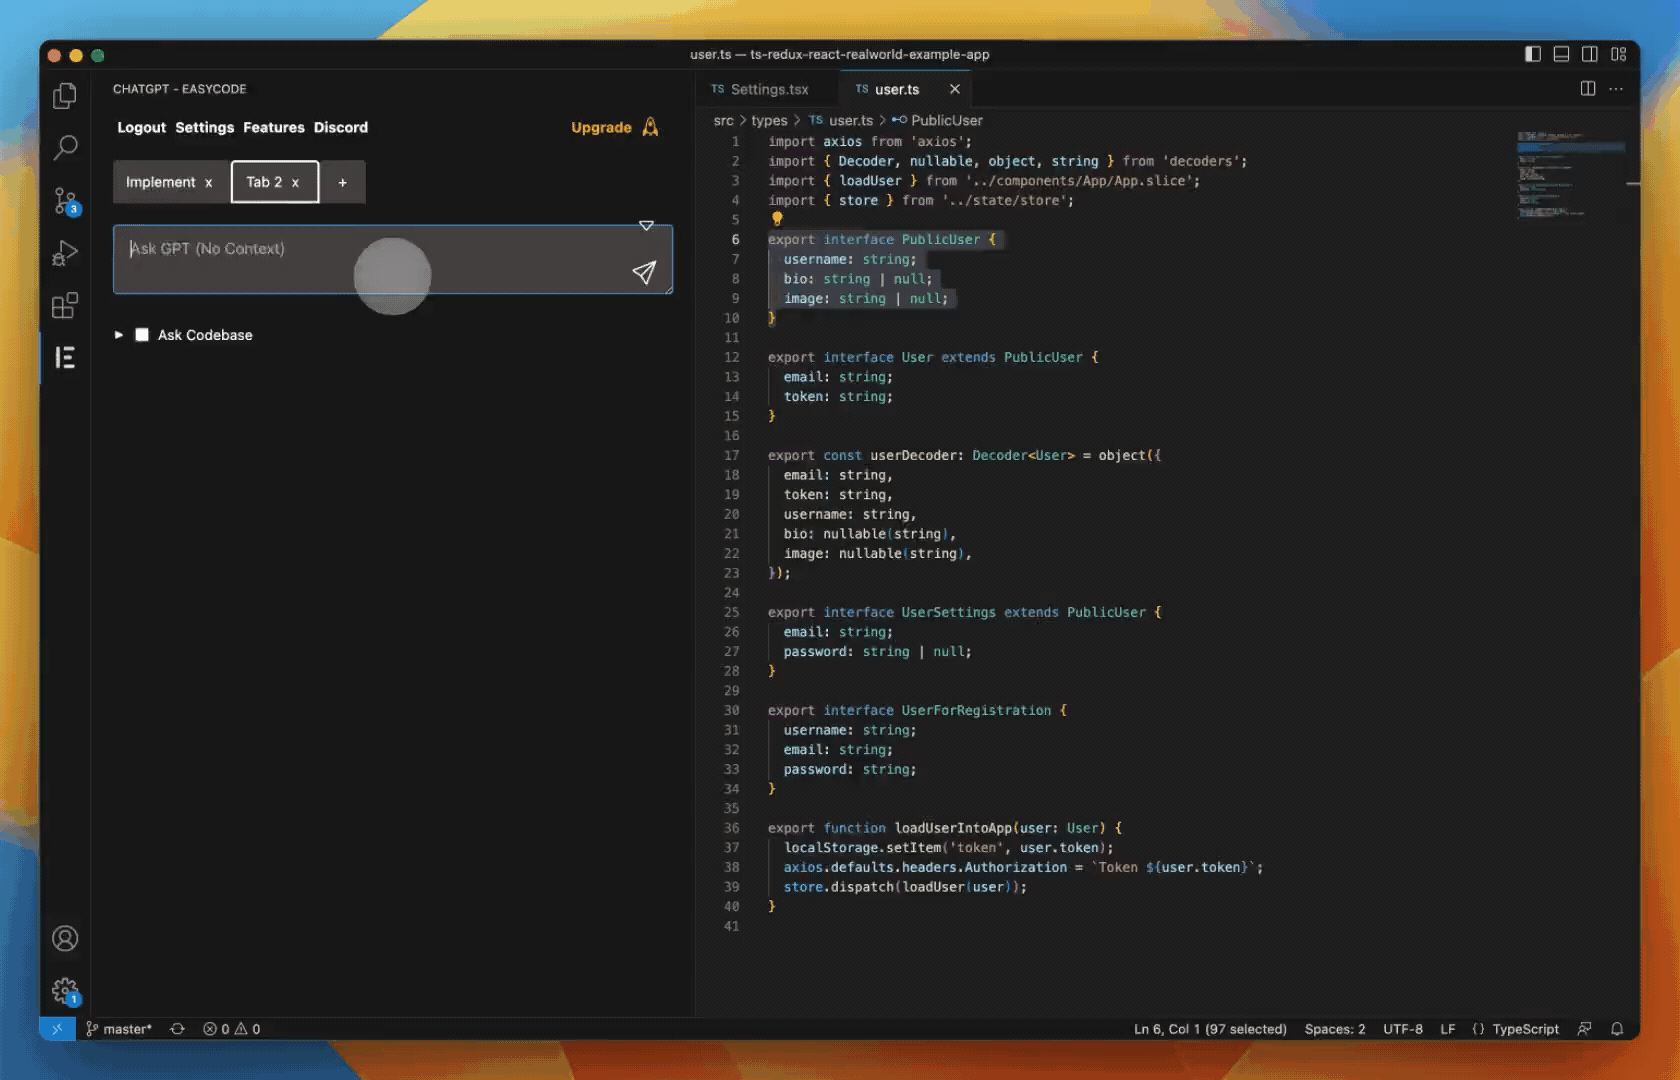 user.ts — ts-redux-react-realworld-example-app
CHATGPT - EASYCODE
Logout Settings Features Discord
Upgrade
Implement x
Tab 2 x
+
Ask GPT (No Context)
Ask Codebase
3
1
TS Settings.tsx
TS user.ts
src > types > TS user.ts > PublicUser
1 import axios from 'axios';
2 import { Decoder, nullable, object, string } from 'decoders';
3 import { loadUser } from '../components/App/App.slice';
4 import { store } from '../state/store';
5
6 export interface PublicUser {
7 username: string;
8 bio: string | null;
9 image: string | null;
10 }
11
12 export interface User extends PublicUser {
13 email: string;
14 token: string;
15 }
16
17 export const userDecoder: Decoder<User> = object({
18 email: string,
19 token: string,
20 username: string,
21 bio: nullable(string),
22 image: nullable(string),
23 });
24
25 export interface UserSettings extends PublicUser {
26 email: string;
27 password: string | null;
28 }
29
30 export interface UserForRegistration {
31 username: string;
32 email: string;
33 password: string;
34 }
35
36 export function loadUserIntoApp(user: User) {
37 localStorage.setItem('token', user.token);
38 axios.defaults.headers.Authorization = `Token ${user.token}`;
39 store.dispatch(loadUser(user));
40 }
41
master* 0 0
Ln 6, Col 1 (97 selected) Spaces: 2 UTF-8 LF {} TypeScript